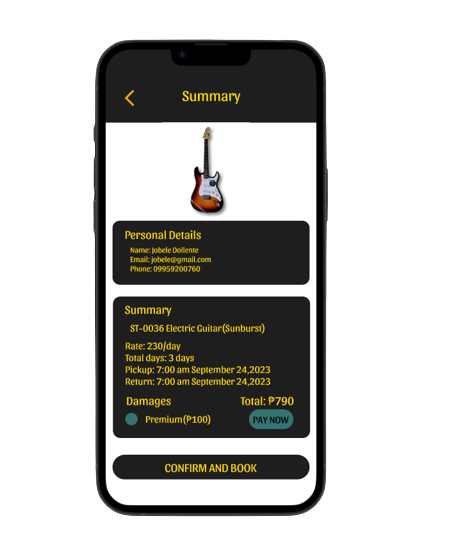 Summary
Personal Details
Name: Jobele Dollente
Email: jobele@gmail.com
Phone: 09959200760
Summary
ST-0036 Electric Guitar(Sunburst)
Rate: 230/day
Total days: 3 days
Pickup: 7:00 am September 24,2023
Return: 7:00 am September 24,2023
Damages Total: ₱790
Premium(₱100) PAY NOW
CONFIRM AND BOOK